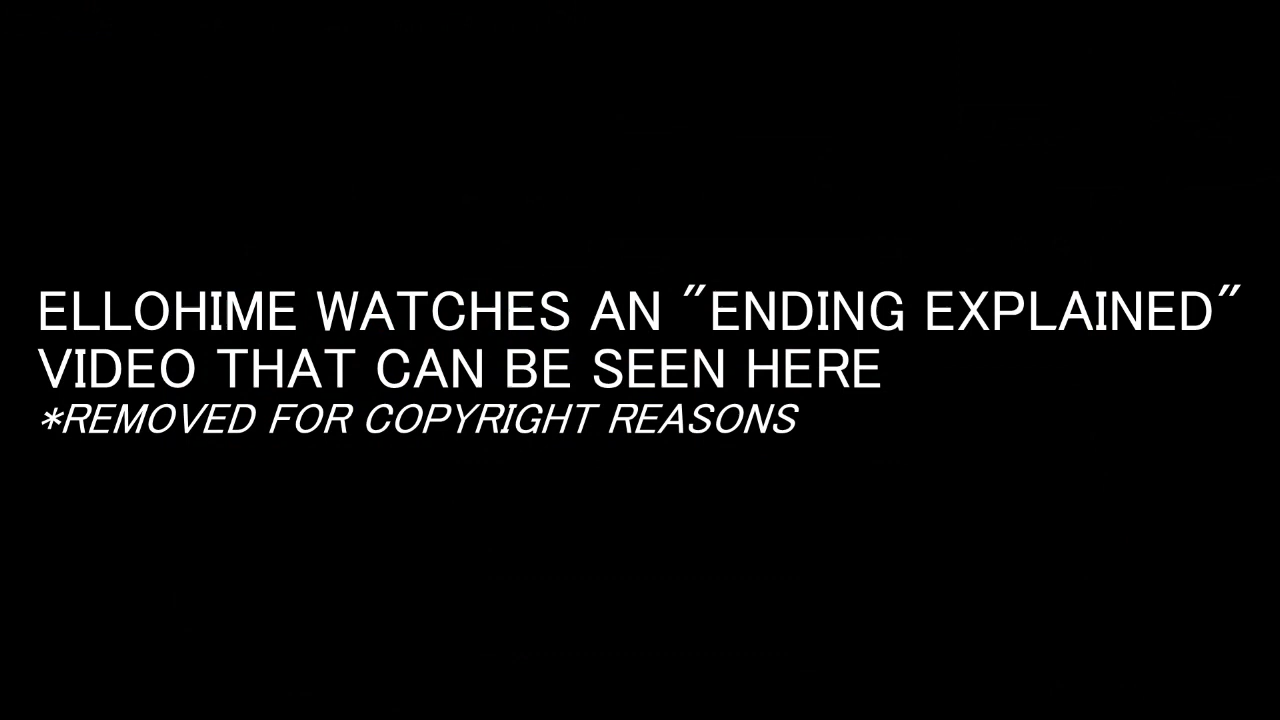 ELLOHIME WATCHES AN "ENDING EXPLAINED"
VIDEO THAT CAN BE SEEN HERE
*REMOVED FOR COPYRIGHT REASONS